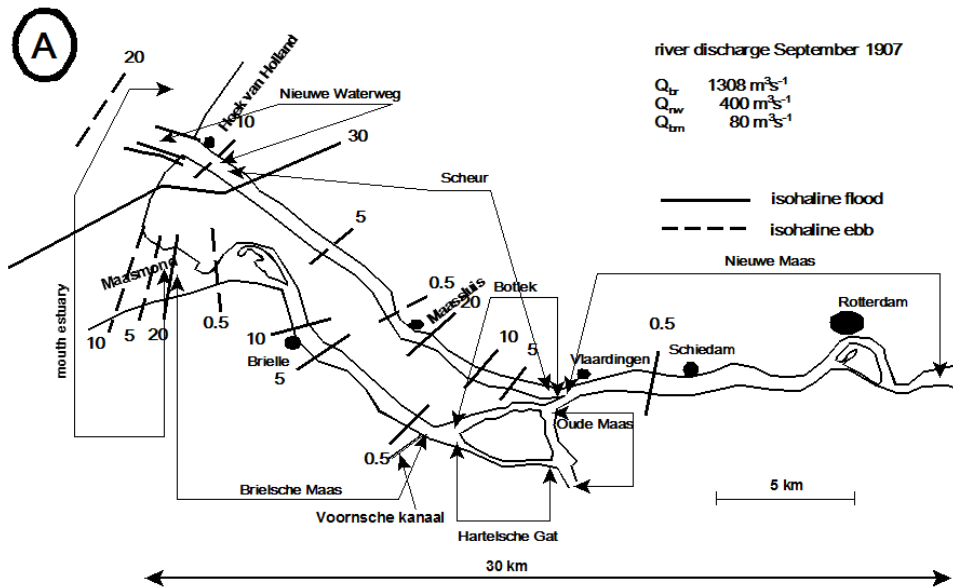 A
river discharge September 1907
Qbr 1308 m³s⁻¹
Qnw 400 m³s⁻¹
Qbm 80 m³s⁻¹
20
Hoek van Holland
Nieuwe Waterweg
10
30
Scheur
isohaline flood
isohaline ebb
5
Nieuwe Maas
Maasmond
mouth estuary
0.5
20
Maassluis
Bottek
Rotterdam
10
5
20
0.5
10
Brielle
5
10
5
Vlaardingen
0.5
Schiedam
Oude Maas
0.5
Brielsche Maas
Voornsche kanaal
Hartelsche Gat
5 km
30 km